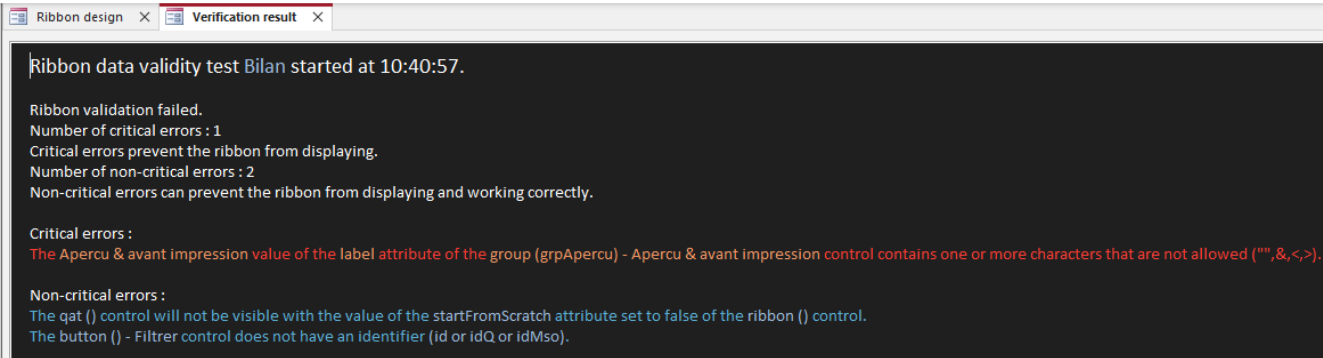 Ribbon design Verification result
Ribbon data validity test Bilan started at 10:40:57.
Ribbon validation failed.
Number of critical errors : 1
Critical errors prevent the ribbon from displaying.
Number of non-critical errors : 2
Non-critical errors can prevent the ribbon from displaying and working correctly.
Critical errors :
The Apercu & avant impression value of the label attribute of the group (grpApercu) - Apercu & avant impression control contains one or more characters that are not allowed ("",&,<,>).
Non-critical errors :
The qat () control will not be visible with the value of the startFromScratch attribute set to false of the ribbon () control.
The button () - Filtrer control does not have an identifier (id or idQ or idMso).